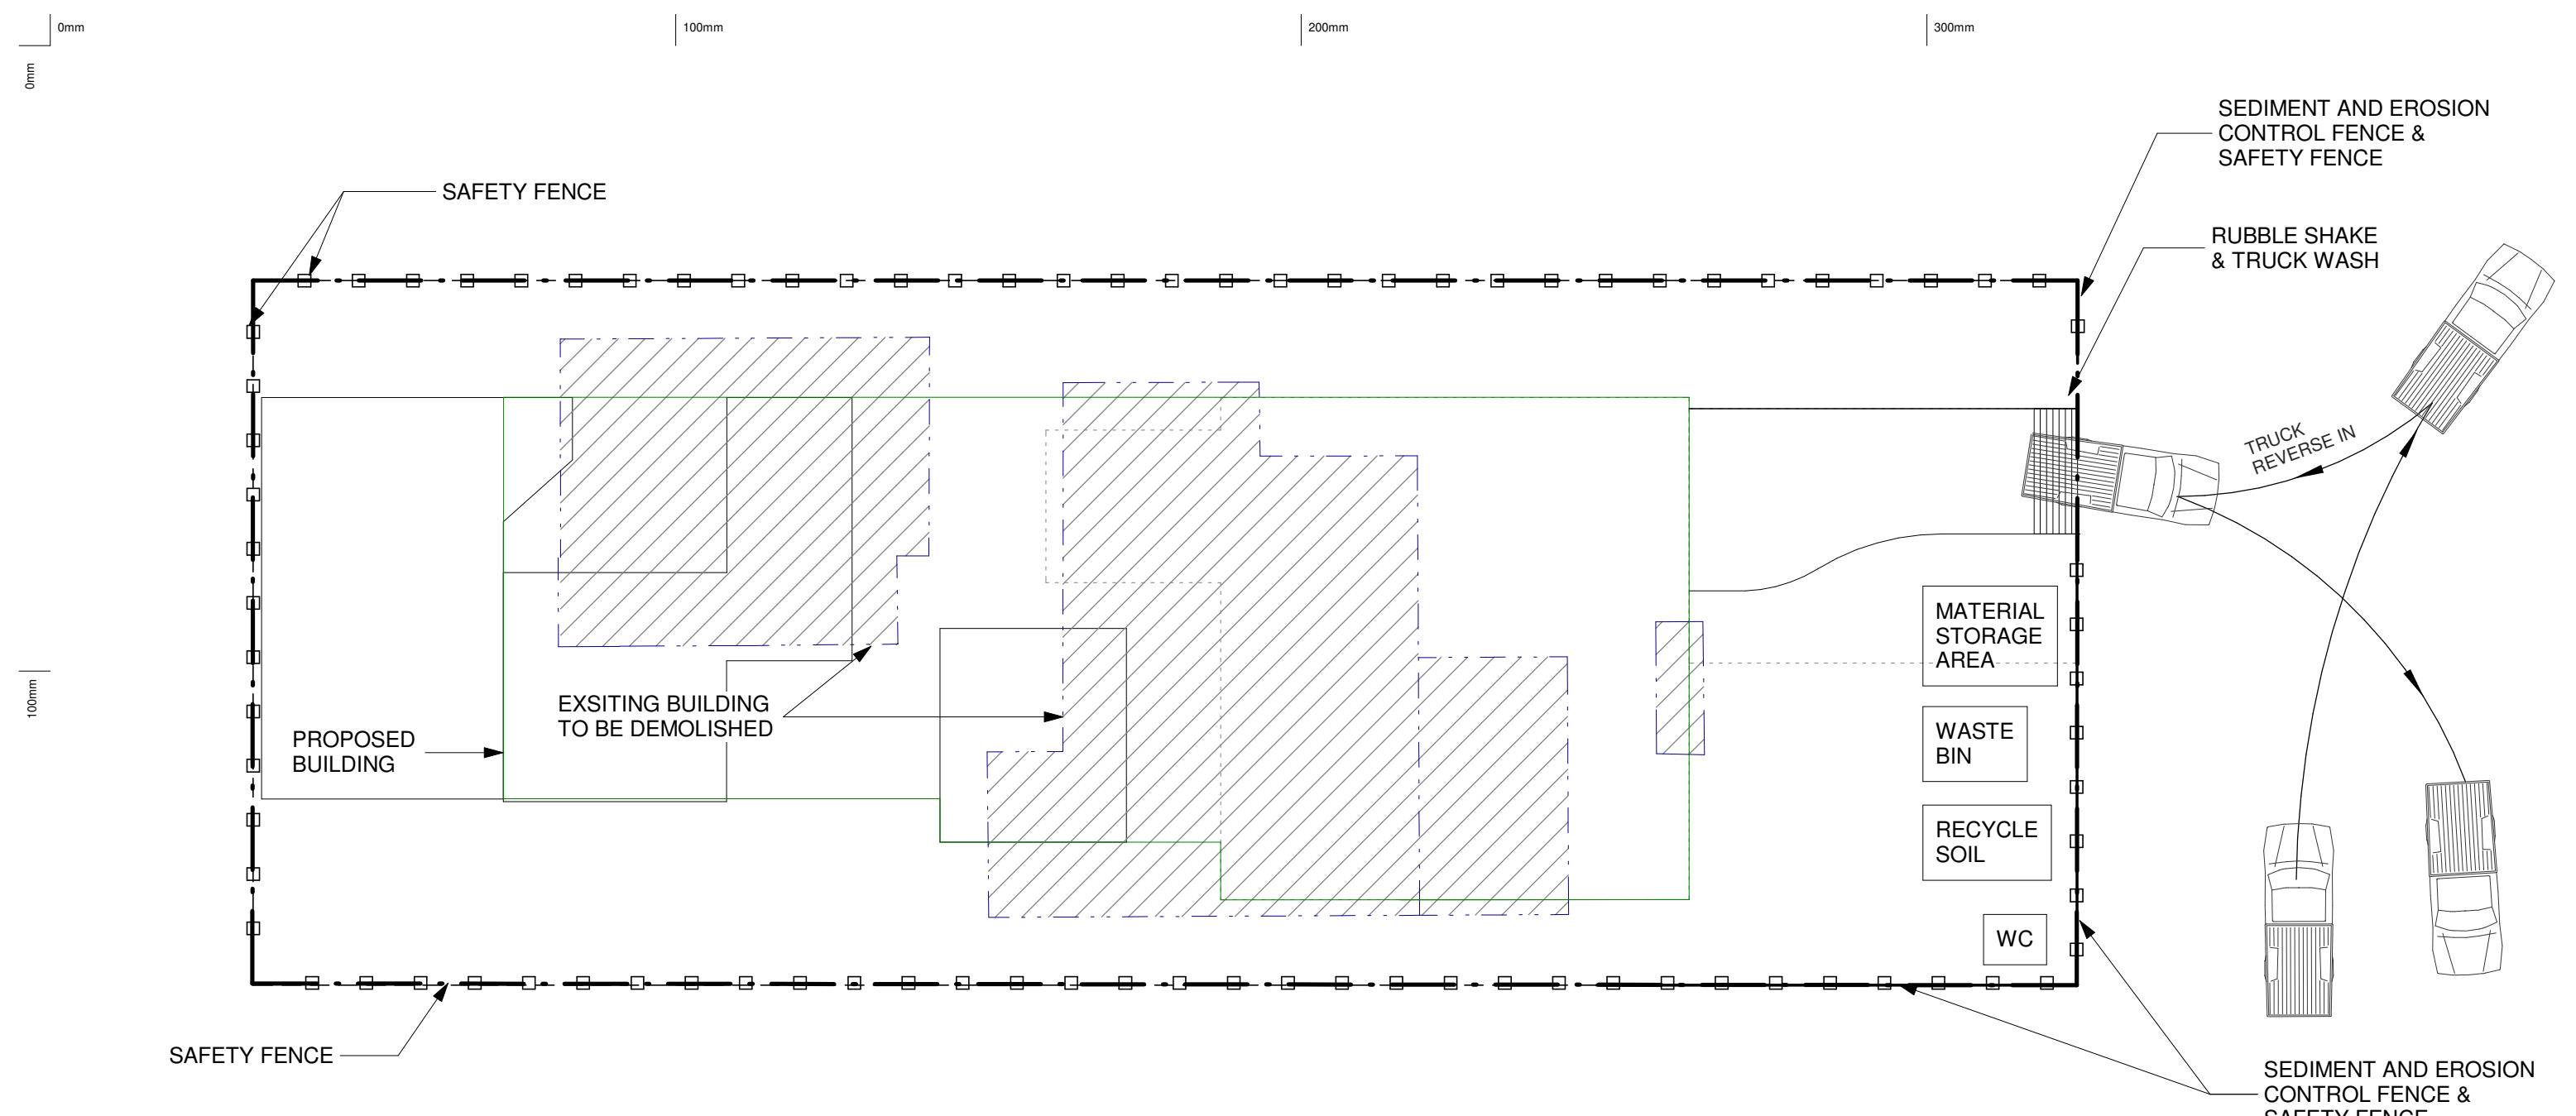 0mm
100mm
200mm
300mm
0mm
SEDIMENT AND EROSION
CONTROL FENCE &
SAFETY FENCE
SAFETY FENCE
RUBBLE SHAKE
& TRUCK WASH
TRUCK
REVERSE IN
MATERIAL
STORAGE
AREA
100mm
EXSITING BUILDING
TO BE DEMOLISHED
PROPOSED
BUILDING
WASTE
BIN
RECYCLE
SOIL
WC
SAFETY FENCE
SEDIMENT AND EROSION
CONTROL FENCE &
SAFETY FENCE